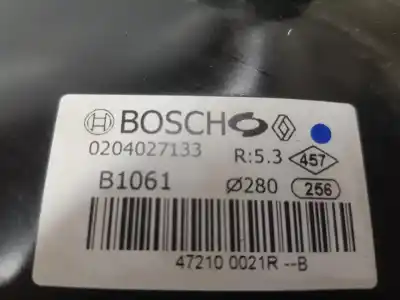 BOSCH
0204027133 R:5.3 457
B1061 Ø280 256
47210 0021R --B